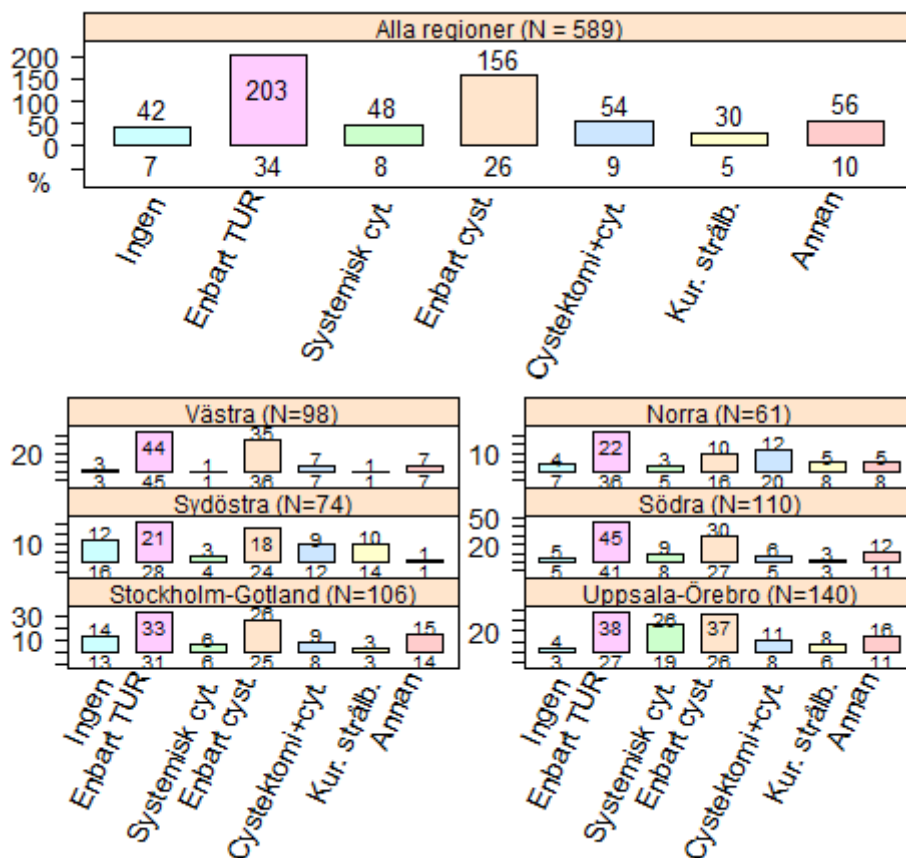 Alla regioner (N = 589)
200
150
100
50
0
42 203 48 156 54 30 56
% 7 34 8 26 9 5 10
Ingen Enbart TUR Systemisk cyt. Enbart cyst. Cystektomi+cyt. Kur. strålb. Annan
Västra (N=98)
20
3 44 1 35 7 1 7
3 45 1 36 7 1 7
Sydöstra (N=74)
10
12 21 3 18 9 10 1
16 28 4 24 12 14 1
Stockholm-Gotland (N=106)
30
10
14 33 6 26 9 3 15
13 31 6 25 8 3 14
Ingen Enbart TUR Systemisk cyt. Enbart cyst. Cystektomi+cyt. Kur. strålb. Annan
Norra (N=61)
10
4 22 3 10 12 5 5
7 36 5 16 20 8 8
Södra (N=110)
50
20
5 45 9 30 6 3 12
5 41 8 27 5 3 11
Uppsala-Örebro (N=140)
20
4 38 26 37 11 8 16
3 27 19 26 8 6 11
Ingen Enbart TUR Systemisk cyt. Enbart cyst. Cystektomi+cyt. Kur. strålb. Annan